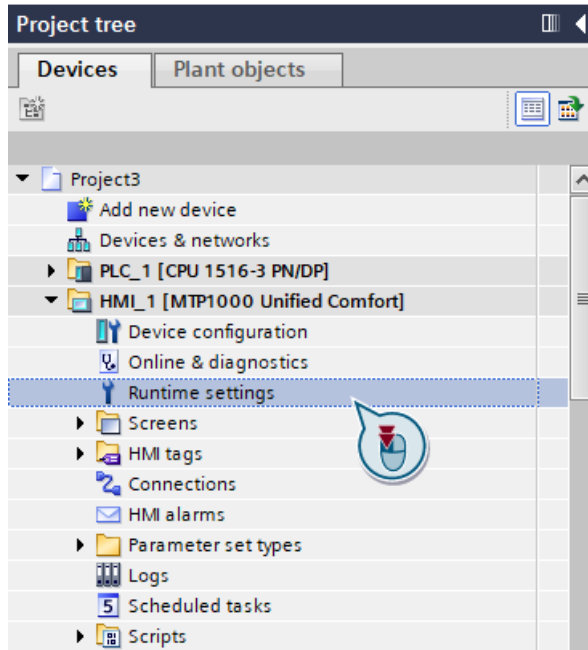 Project tree
Devices
Plant objects
Project3
Add new device
Devices & networks
PLC_1 [CPU 1516-3 PN/DP]
HMI_1 [MTP1000 Unified Comfort]
Device configuration
Online & diagnostics
Runtime settings
Screens
HMI tags
Connections
HMI alarms
Parameter set types
Logs
5 Scheduled tasks
Scripts